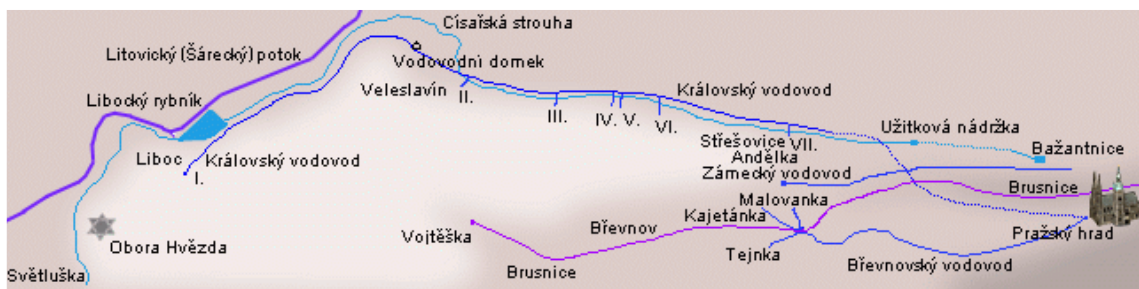 Císařská strouha
Litovický (Šárecký) potok
Vodovodní domek
Veleslavín
II.
Královský vodovod
Libocký rybník
III.
IV.
V.
VI.
Střešovice
VII.
Užitková nádržka
Liboc
Královský vodovod
I.
Andělka
Bažantnice
Zámecký vodovod
Malovanka
Brusnice
Kajetánka
Břevnov
Vojtěška
Obora Hvězda
Pražský hrad
Tejnka
Břevnovský vodovod
Světluška
Brusnice